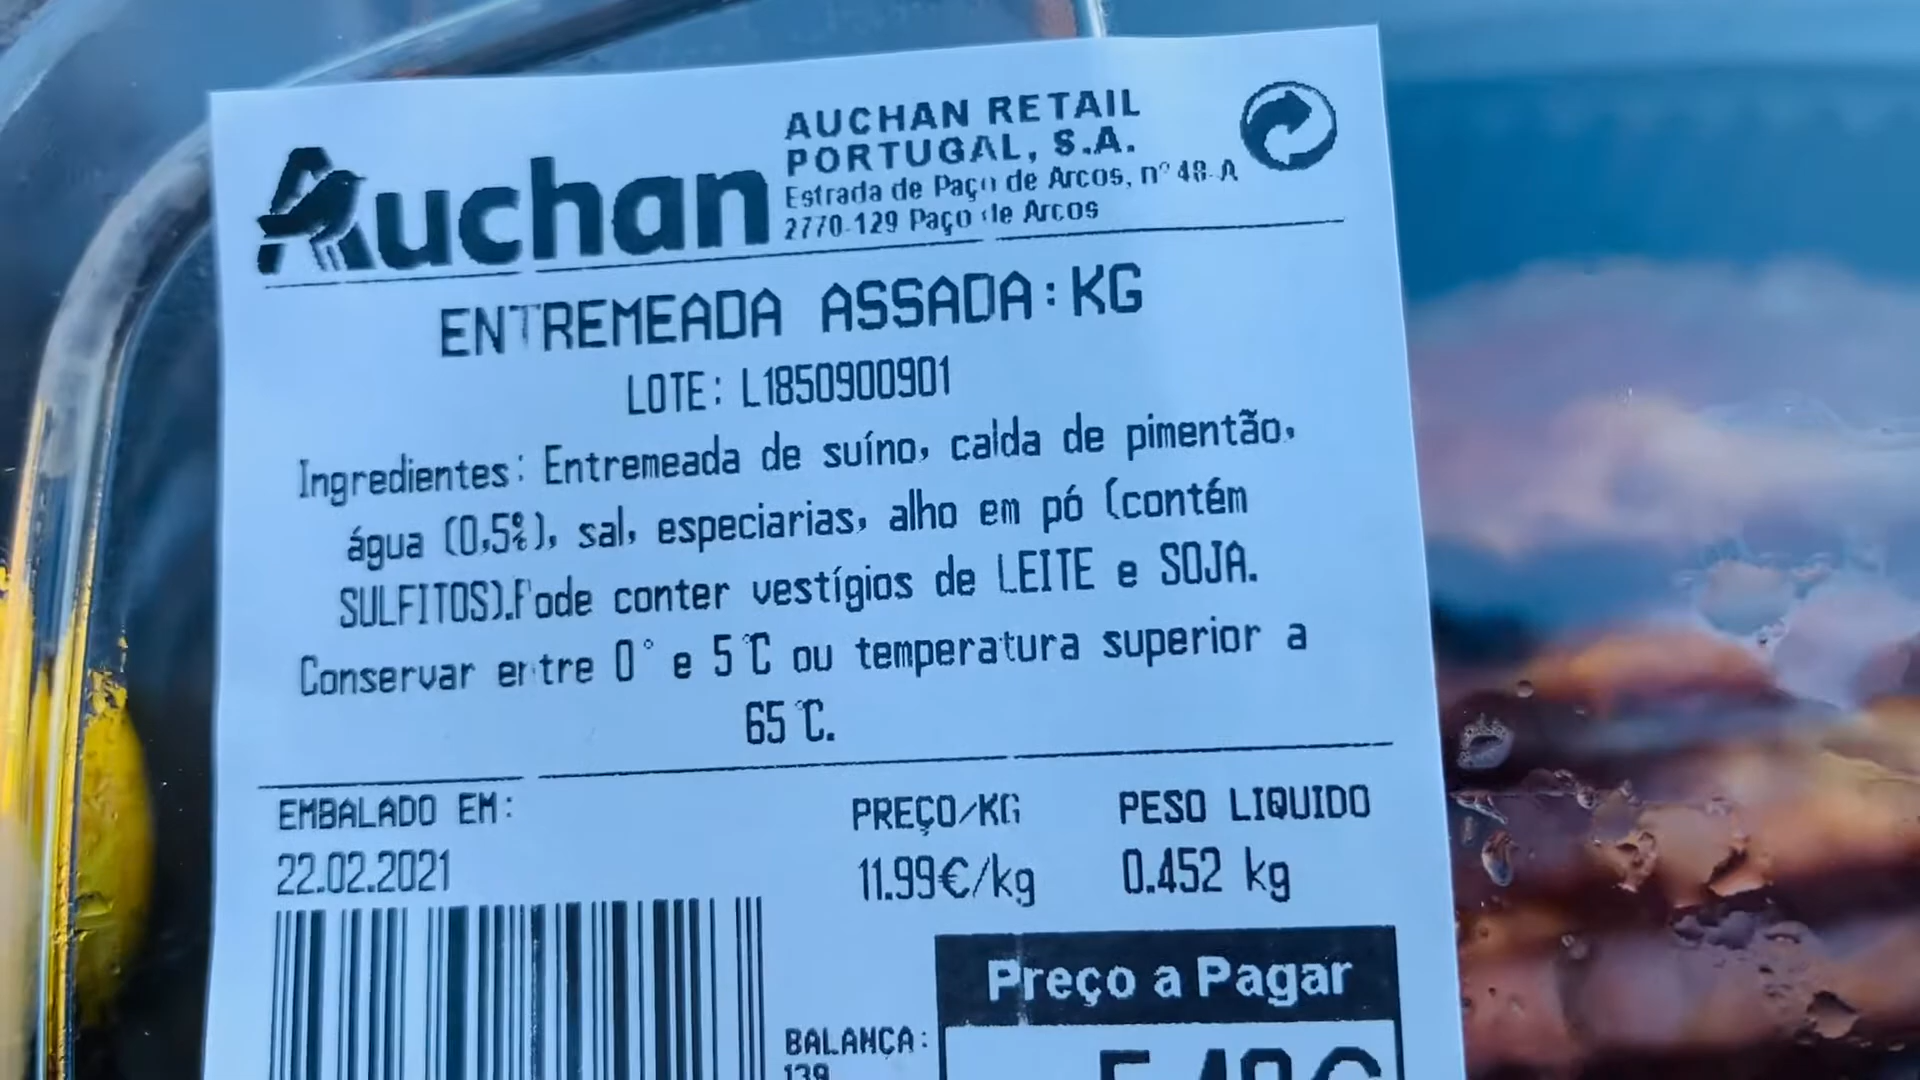 Auchan
AUCHAN RETAIL
PORTUGAL, S.A.
Estrada de Paço de Arcos, nº 48-A
2770-129 Paço de Arcos
ENTREMEADA ASSADA:KG
LOTE: L1850900901
Ingredientes: Entremeada de suíno, calda de pimentão,
água (0,5%), sal, especiarias, alho em pó (contém
SULFITOS).Pode conter vestígios de LEITE e SOJA.
Conservar entre 0° e 5°C ou temperatura superior a
65°C.
EMBALADO EM:
22.02.2021
PREÇO/KG
11.99€/kg
PESO LIQUIDO
0.452 kg
Preço a Pagar
BALANÇA:
139